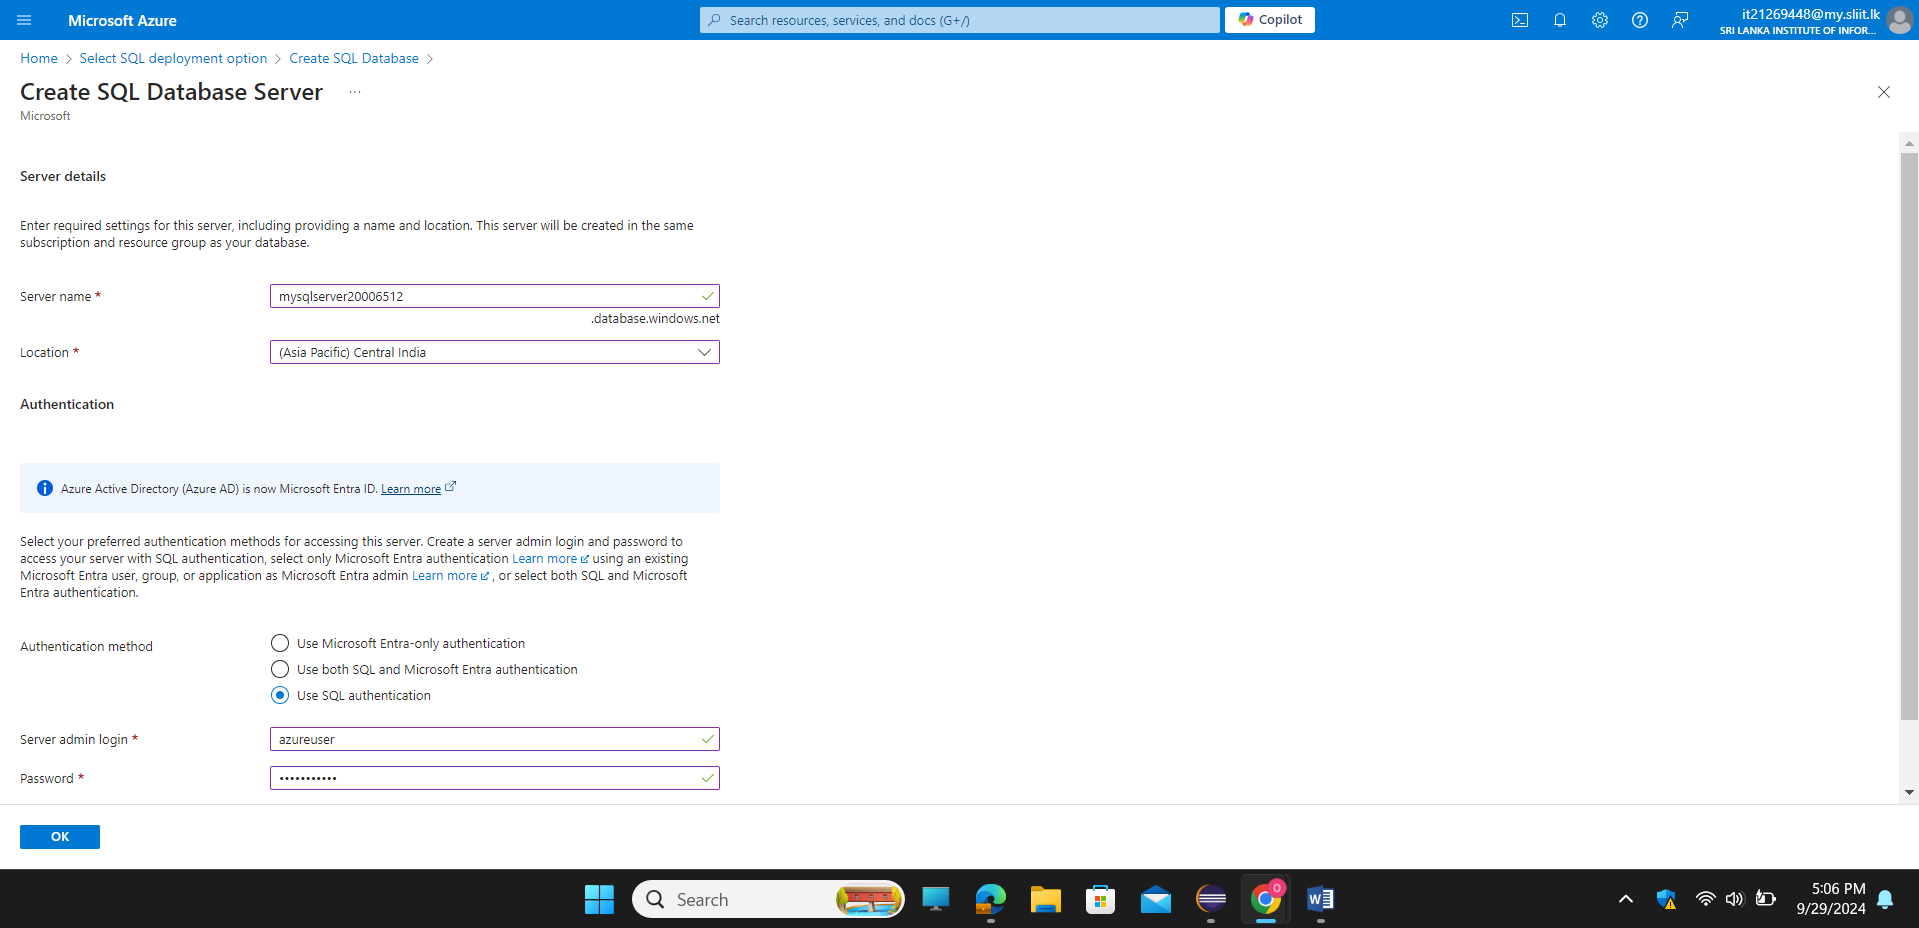 Microsoft Azure
Search resources, services, and docs (G+/)
Copilot
it21269448@my.sliit.lk
SRI LANKA INSTITUTE OF INFOR...
Home > Select SQL deployment option > Create SQL Database >
Create SQL Database Server ...
Microsoft
Server details
Enter required settings for this server, including providing a name and location. This server will be created in the same
subscription and resource group as your database.
Server name * mysqlserver20006512
.database.windows.net
Location * (Asia Pacific) Central India
Authentication
Azure Active Directory (Azure AD) is now Microsoft Entra ID. Learn more
Select your preferred authentication methods for accessing this server. Create a server admin login and password to
access your server with SQL authentication, select only Microsoft Entra authentication Learn more using an existing
Microsoft Entra user, group, or application as Microsoft Entra admin Learn more , or select both SQL and Microsoft
Entra authentication.
Authentication method
Use Microsoft Entra-only authentication
Use both SQL and Microsoft Entra authentication
Use SQL authentication
Server admin login * azureuser
Password * •••••••••••
OK
Search
0
W
5:06 PM
9/29/2024